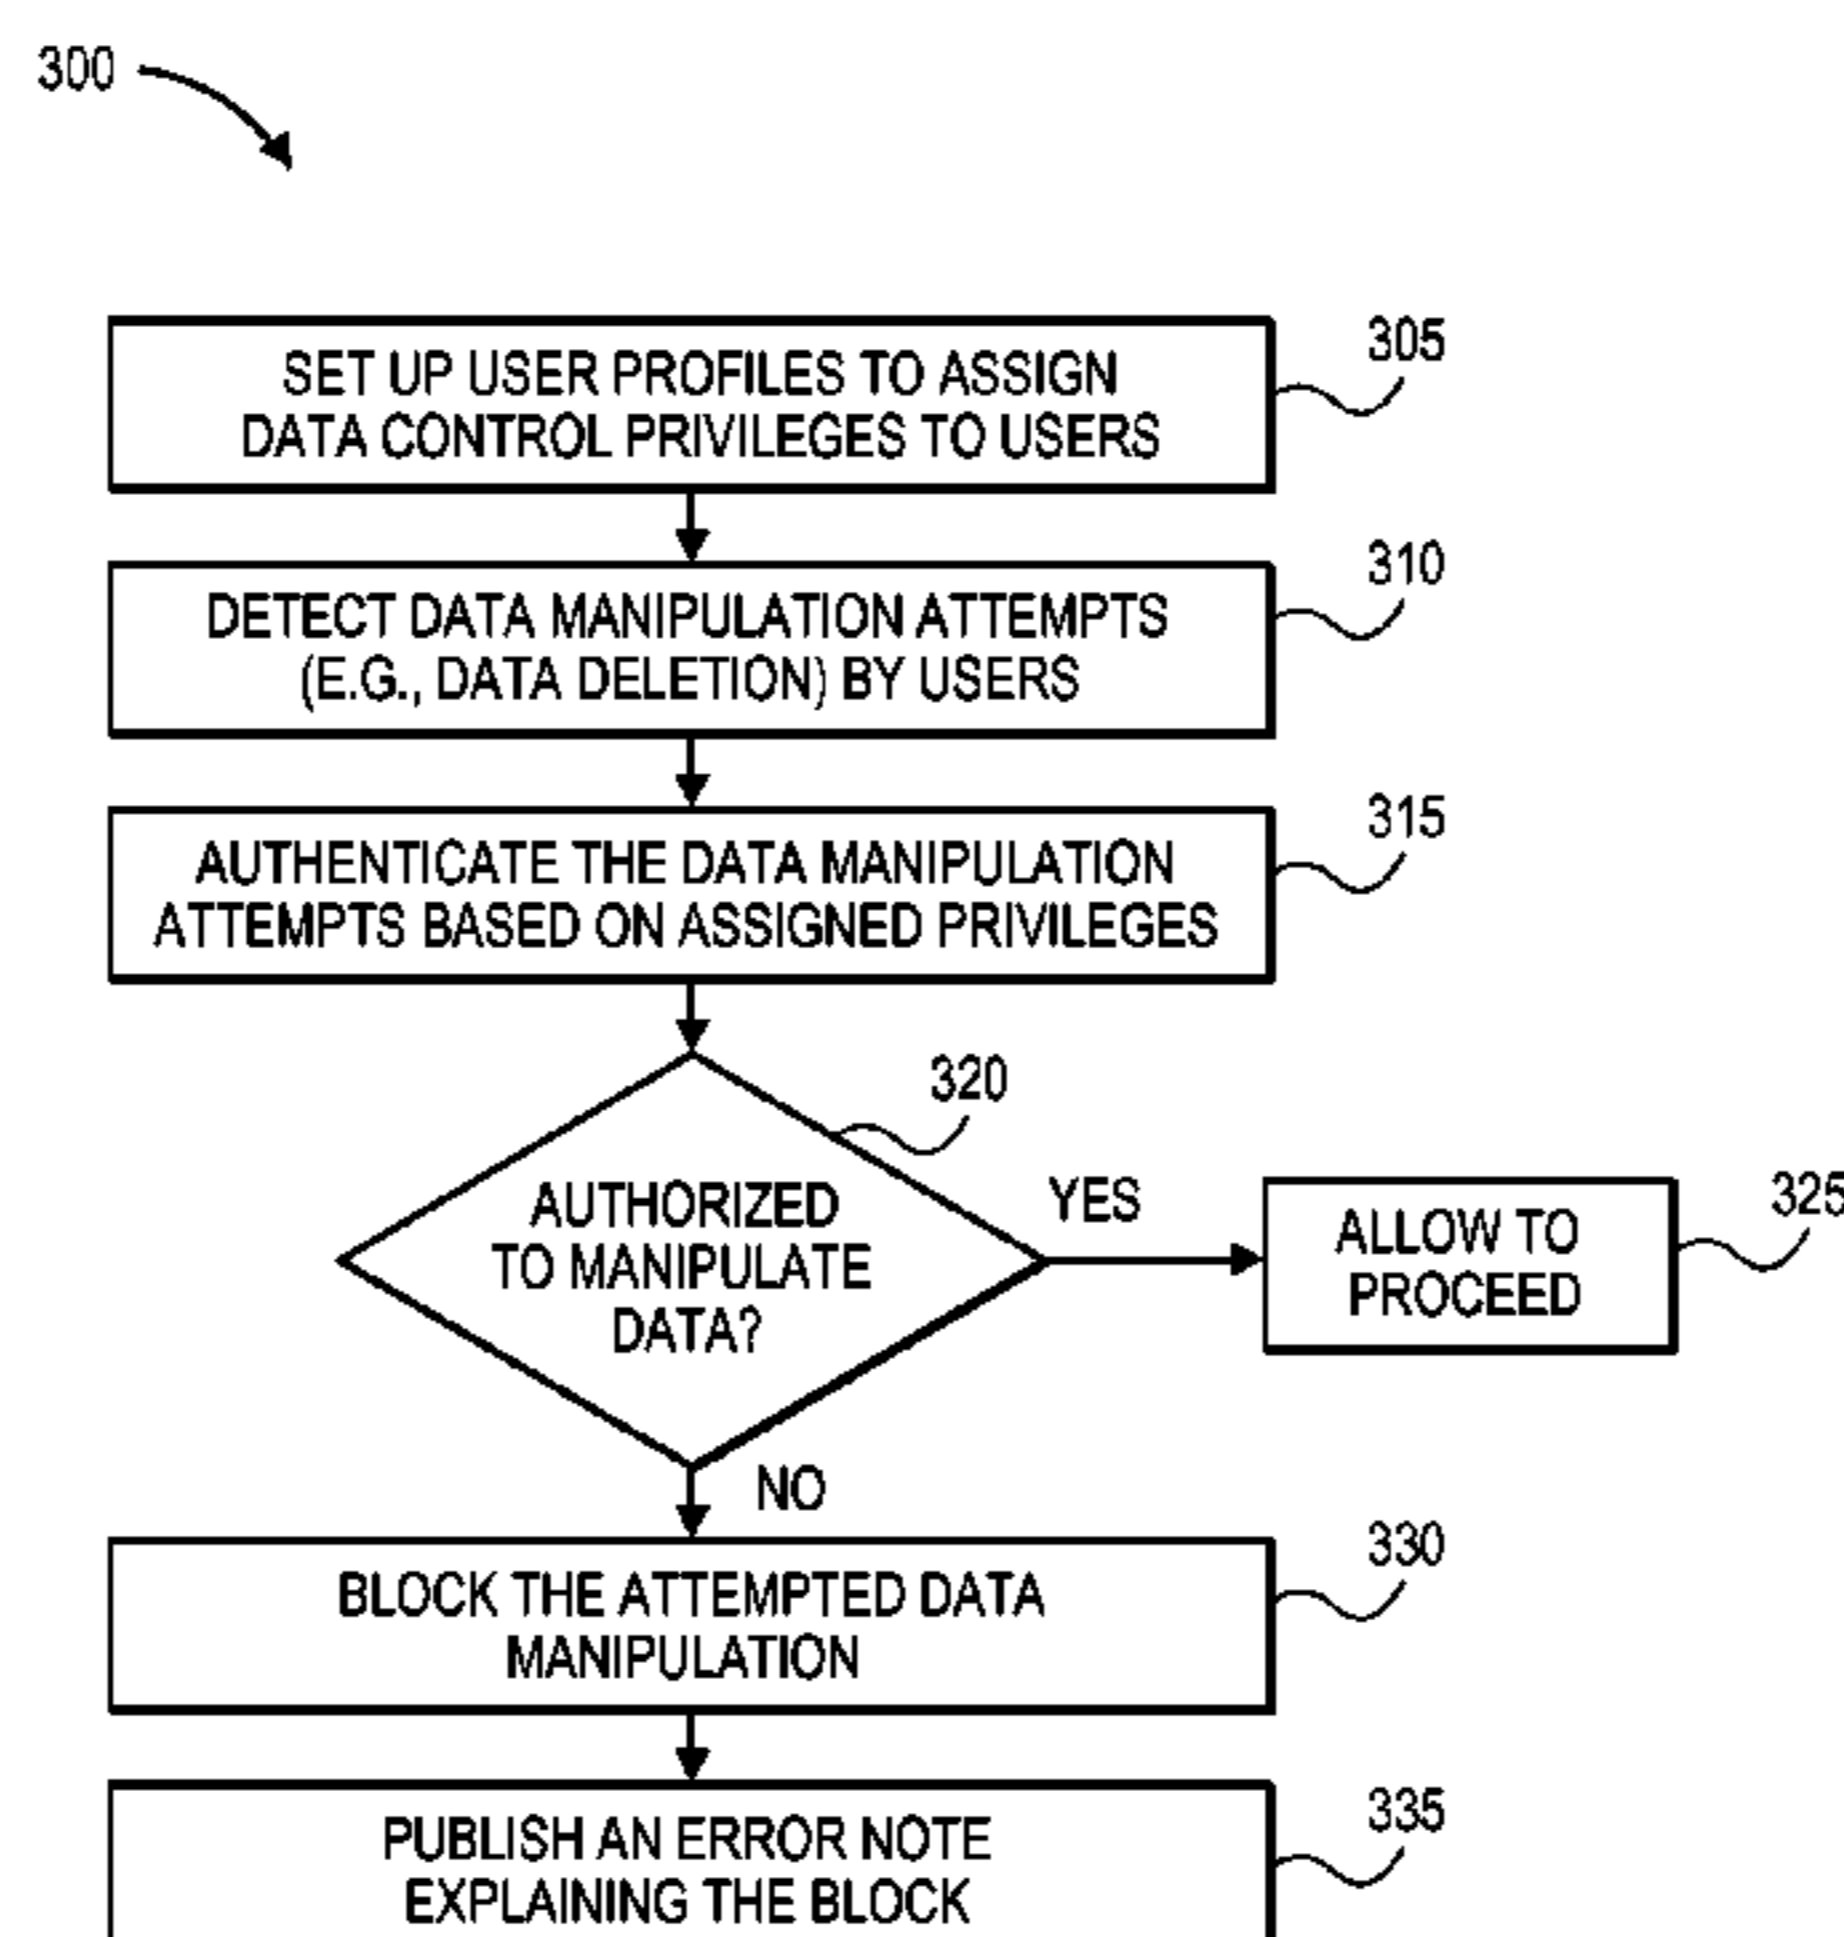 300
SET UP USER PROFILES TO ASSIGN
DATA CONTROL PRIVILEGES TO USERS
305
DETECT DATA MANIPULATION ATTEMPTS
(E.G., DATA DELETION) BY USERS
310
AUTHENTICATE THE DATA MANIPULATION
ATTEMPTS BASED ON ASSIGNED PRIVILEGES
315
320
AUTHORIZED
TO MANIPULATE
DATA?
YES
ALLOW TO
PROCEED
325
NO
BLOCK THE ATTEMPTED DATA
MANIPULATION
330
PUBLISH AN ERROR NOTE
EXPLAINING THE BLOCK
335